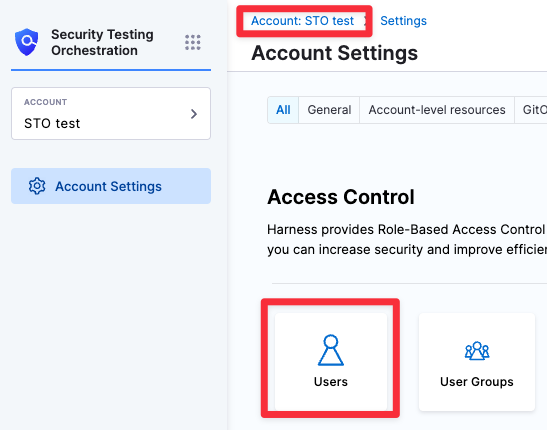 Security Testing
Orchestration
ACCOUNT
STO test
Account Settings
Account: STO test > Settings
Account Settings
All General Account-level resources GitO
Access Control
Harness provides Role-Based Access Control
you can increase security and improve efficien
Users
User Groups